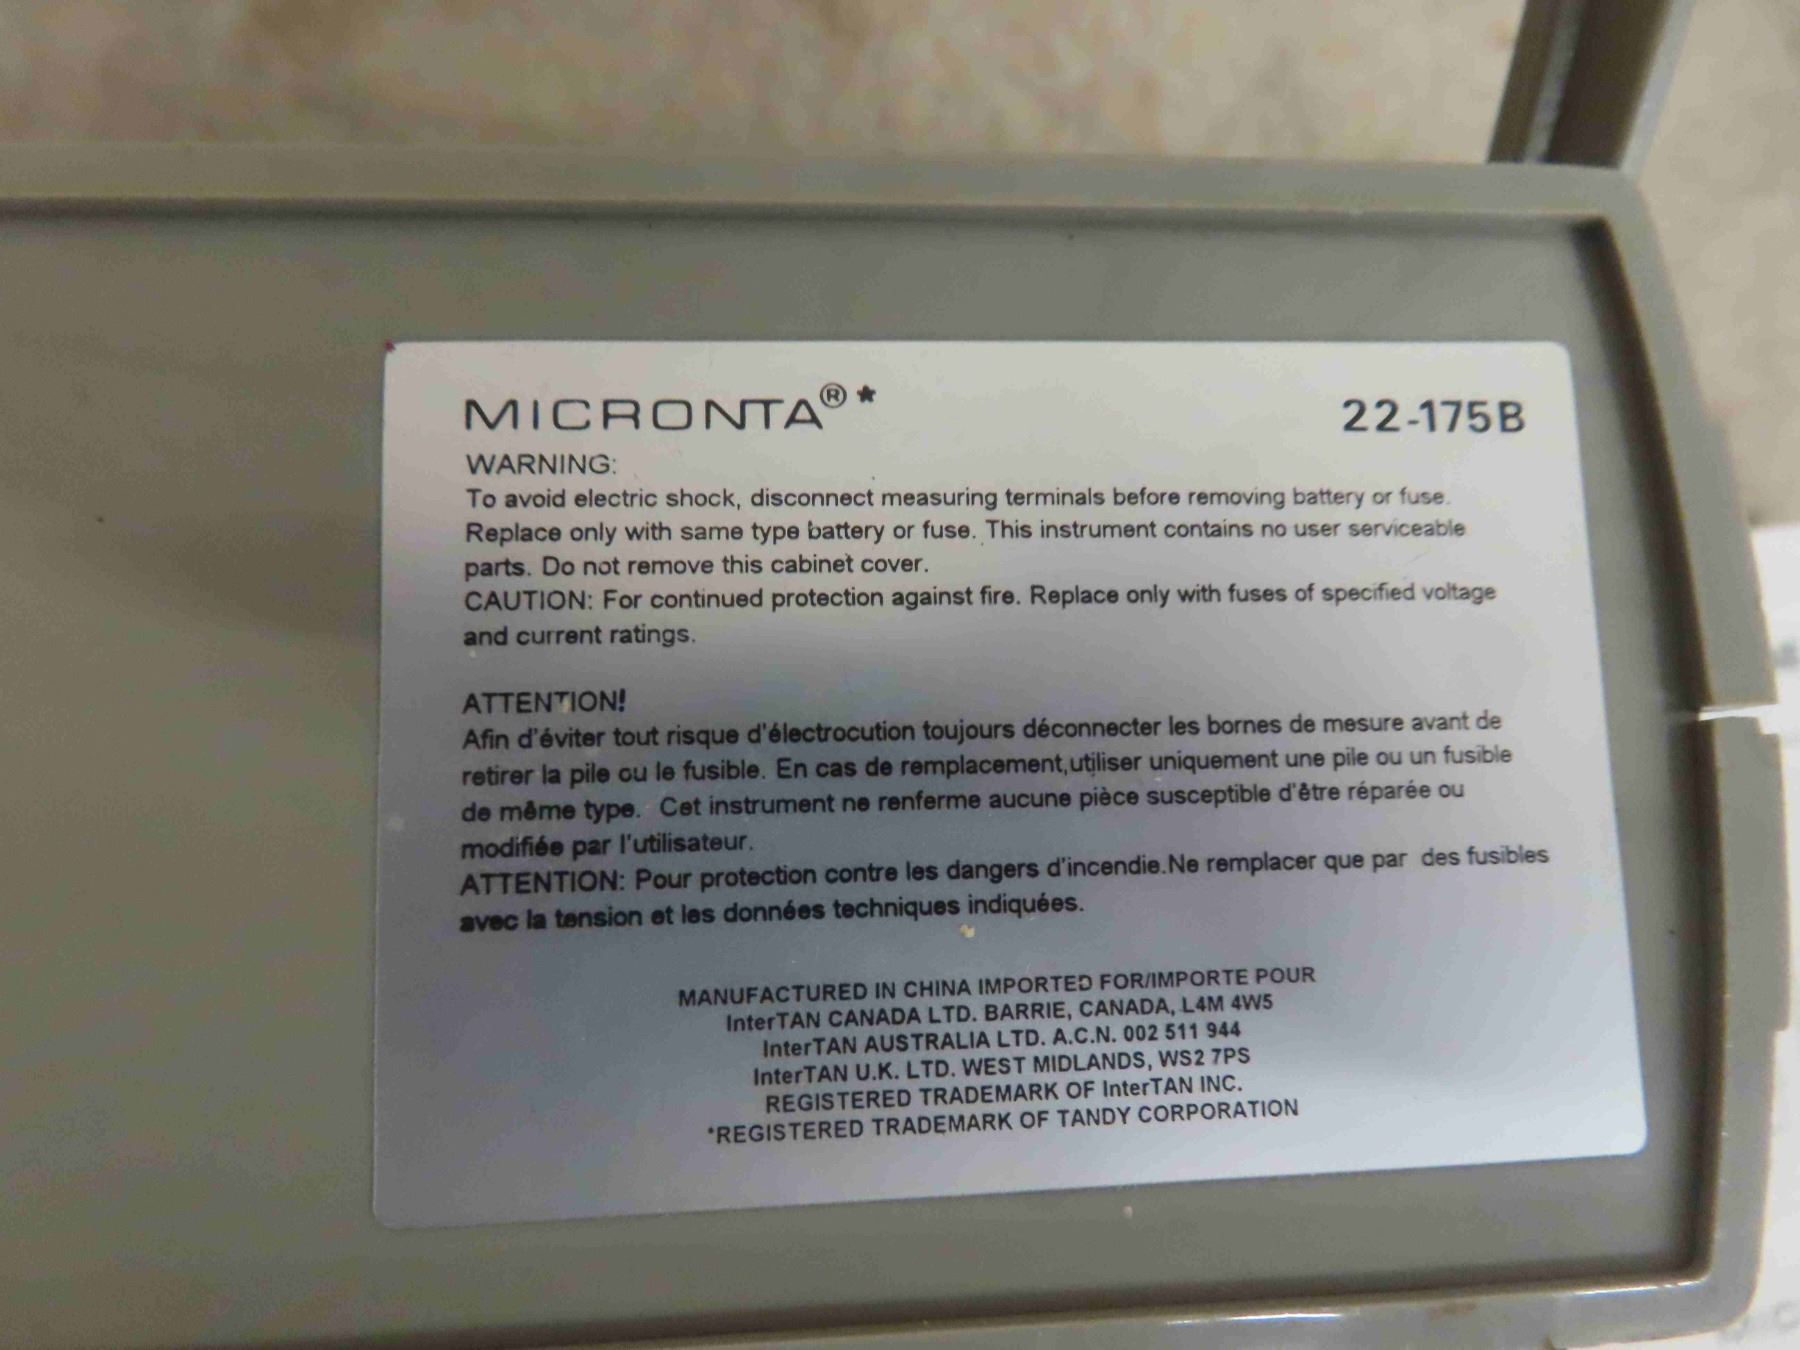 MICRONTA®*
22-175B
WARNING:
To avoid electric shock, disconnect measuring terminals before removing battery or fuse.
Replace only with same type battery or fuse. This instrument contains no user serviceable
parts. Do not remove this cabinet cover.
CAUTION: For continued protection against fire. Replace only with fuses of specified voltage
and current ratings.
ATTENTION!
Afin d'éviter tout risque d'électrocution toujours déconnecter les bornes de mesure avant de
retirer la pile ou le fusible. En cas de remplacement,utiliser uniquement une pile ou un fusible
de même type. Cet instrument ne renferme aucune pièce susceptible d'être réparée ou
modifiée par l'utilisateur.
ATTENTION: Pour protection contre les dangers d'incendie.Ne remplacer que par des fusibles
avec la tension et les données techniques indiquées.
MANUFACTURED IN CHINA IMPORTED FOR/IMPORTE POUR
InterTAN CANADA LTD. BARRIE, CANADA, L4M 4W5
InterTAN AUSTRALIA LTD. A.C.N. 002 511 944
InterTAN U.K. LTD. WEST MIDLANDS, WS2 7PS
REGISTERED TRADEMARK OF InterTAN INC.
*REGISTERED TRADEMARK OF TANDY CORPORATION